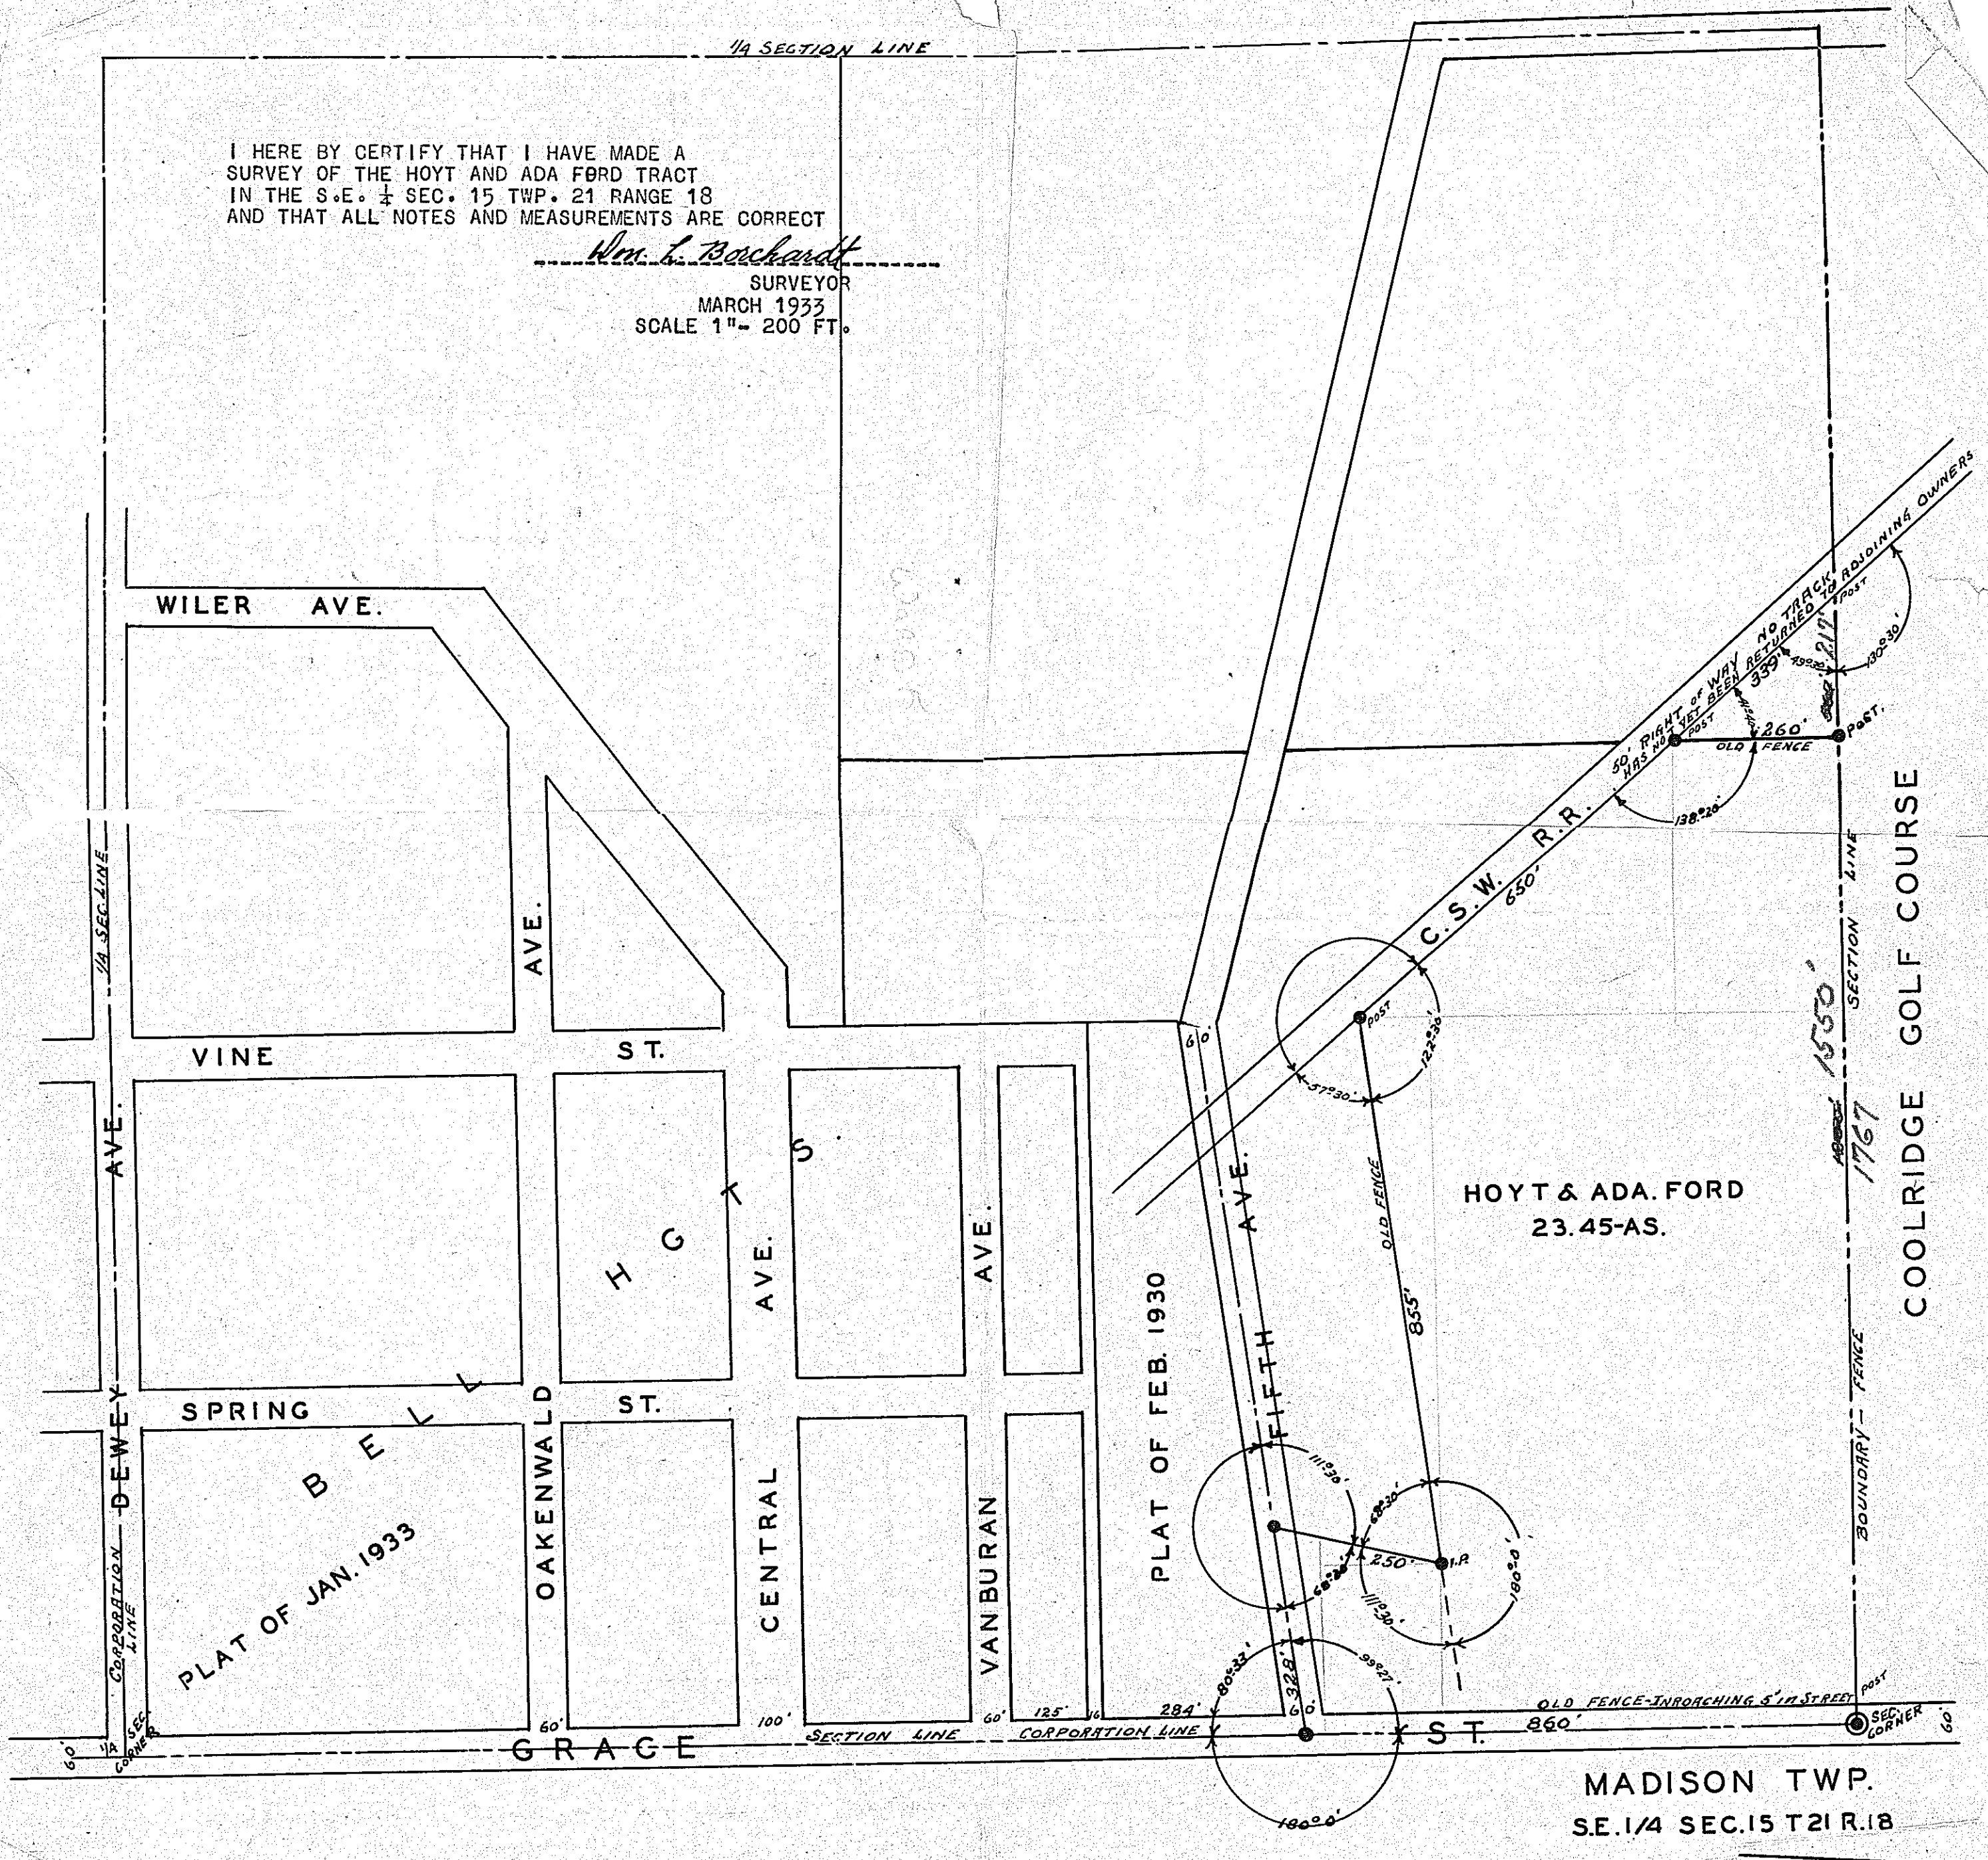 1/4 SECTION LINE
I HERE BY CERTIFY THAT I HAVE MADE A
SURVEY OF THE HOYT AND ADA FORD TRACT
IN THE S.E. ¼ SEC. 15 TWP. 21 RANGE 18
AND THAT ALL NOTES AND MEASUREMENTS ARE CORRECT
Wm. L. Borchardt
SURVEYOR
MARCH 1933
SCALE 1"- 200 FT.
WILER AVE.
NO TRACK
50' RIGHT OF WAY
HAS NOT YET BEEN RETURNED TO ADJOINING OWNERS
POST
130°30'
49°30'
217'
339'
41°40'
POST
POST.
260'
OLD FENCE
138°20'
C. S. W. R. R.
650'
1/4 SEC. LINE
AVE.
SECTION LINE
COOLRIDGE GOLF COURSE
1550'
1767
POST
122°30'
57°30'
VINE ST.
60'
AVE.
OLD FENCE
855'
HOYT & ADA. FORD
23.45-AS.
BELL HGTS
AVE.
AVE.
FIFETH AVE.
PLAT OF FEB. 1930
BOUNDARY - FENCE
SPRING ST.
DEWEY
OAKENWALD
CENTRAL
VANBURAN
PLAT OF JAN. 1933
CORPORATION LINE
111°30'
68°30'
250'
68°30'
I.P.
111°30'
180°0'
80°33'
99°27'
328'
OLD FENCE-INROACHING 5' IN STREET
POST
60'
1/4 SEC. CORNER
60'
100'
60'
125'
16'
284'
60'
GRACE ST.
SECTION LINE
CORPORATION LINE
860'
SEC. CORNER
60'
180°0'
MADISON TWP.
S.E. 1/4 SEC. 15 T 21 R. 18